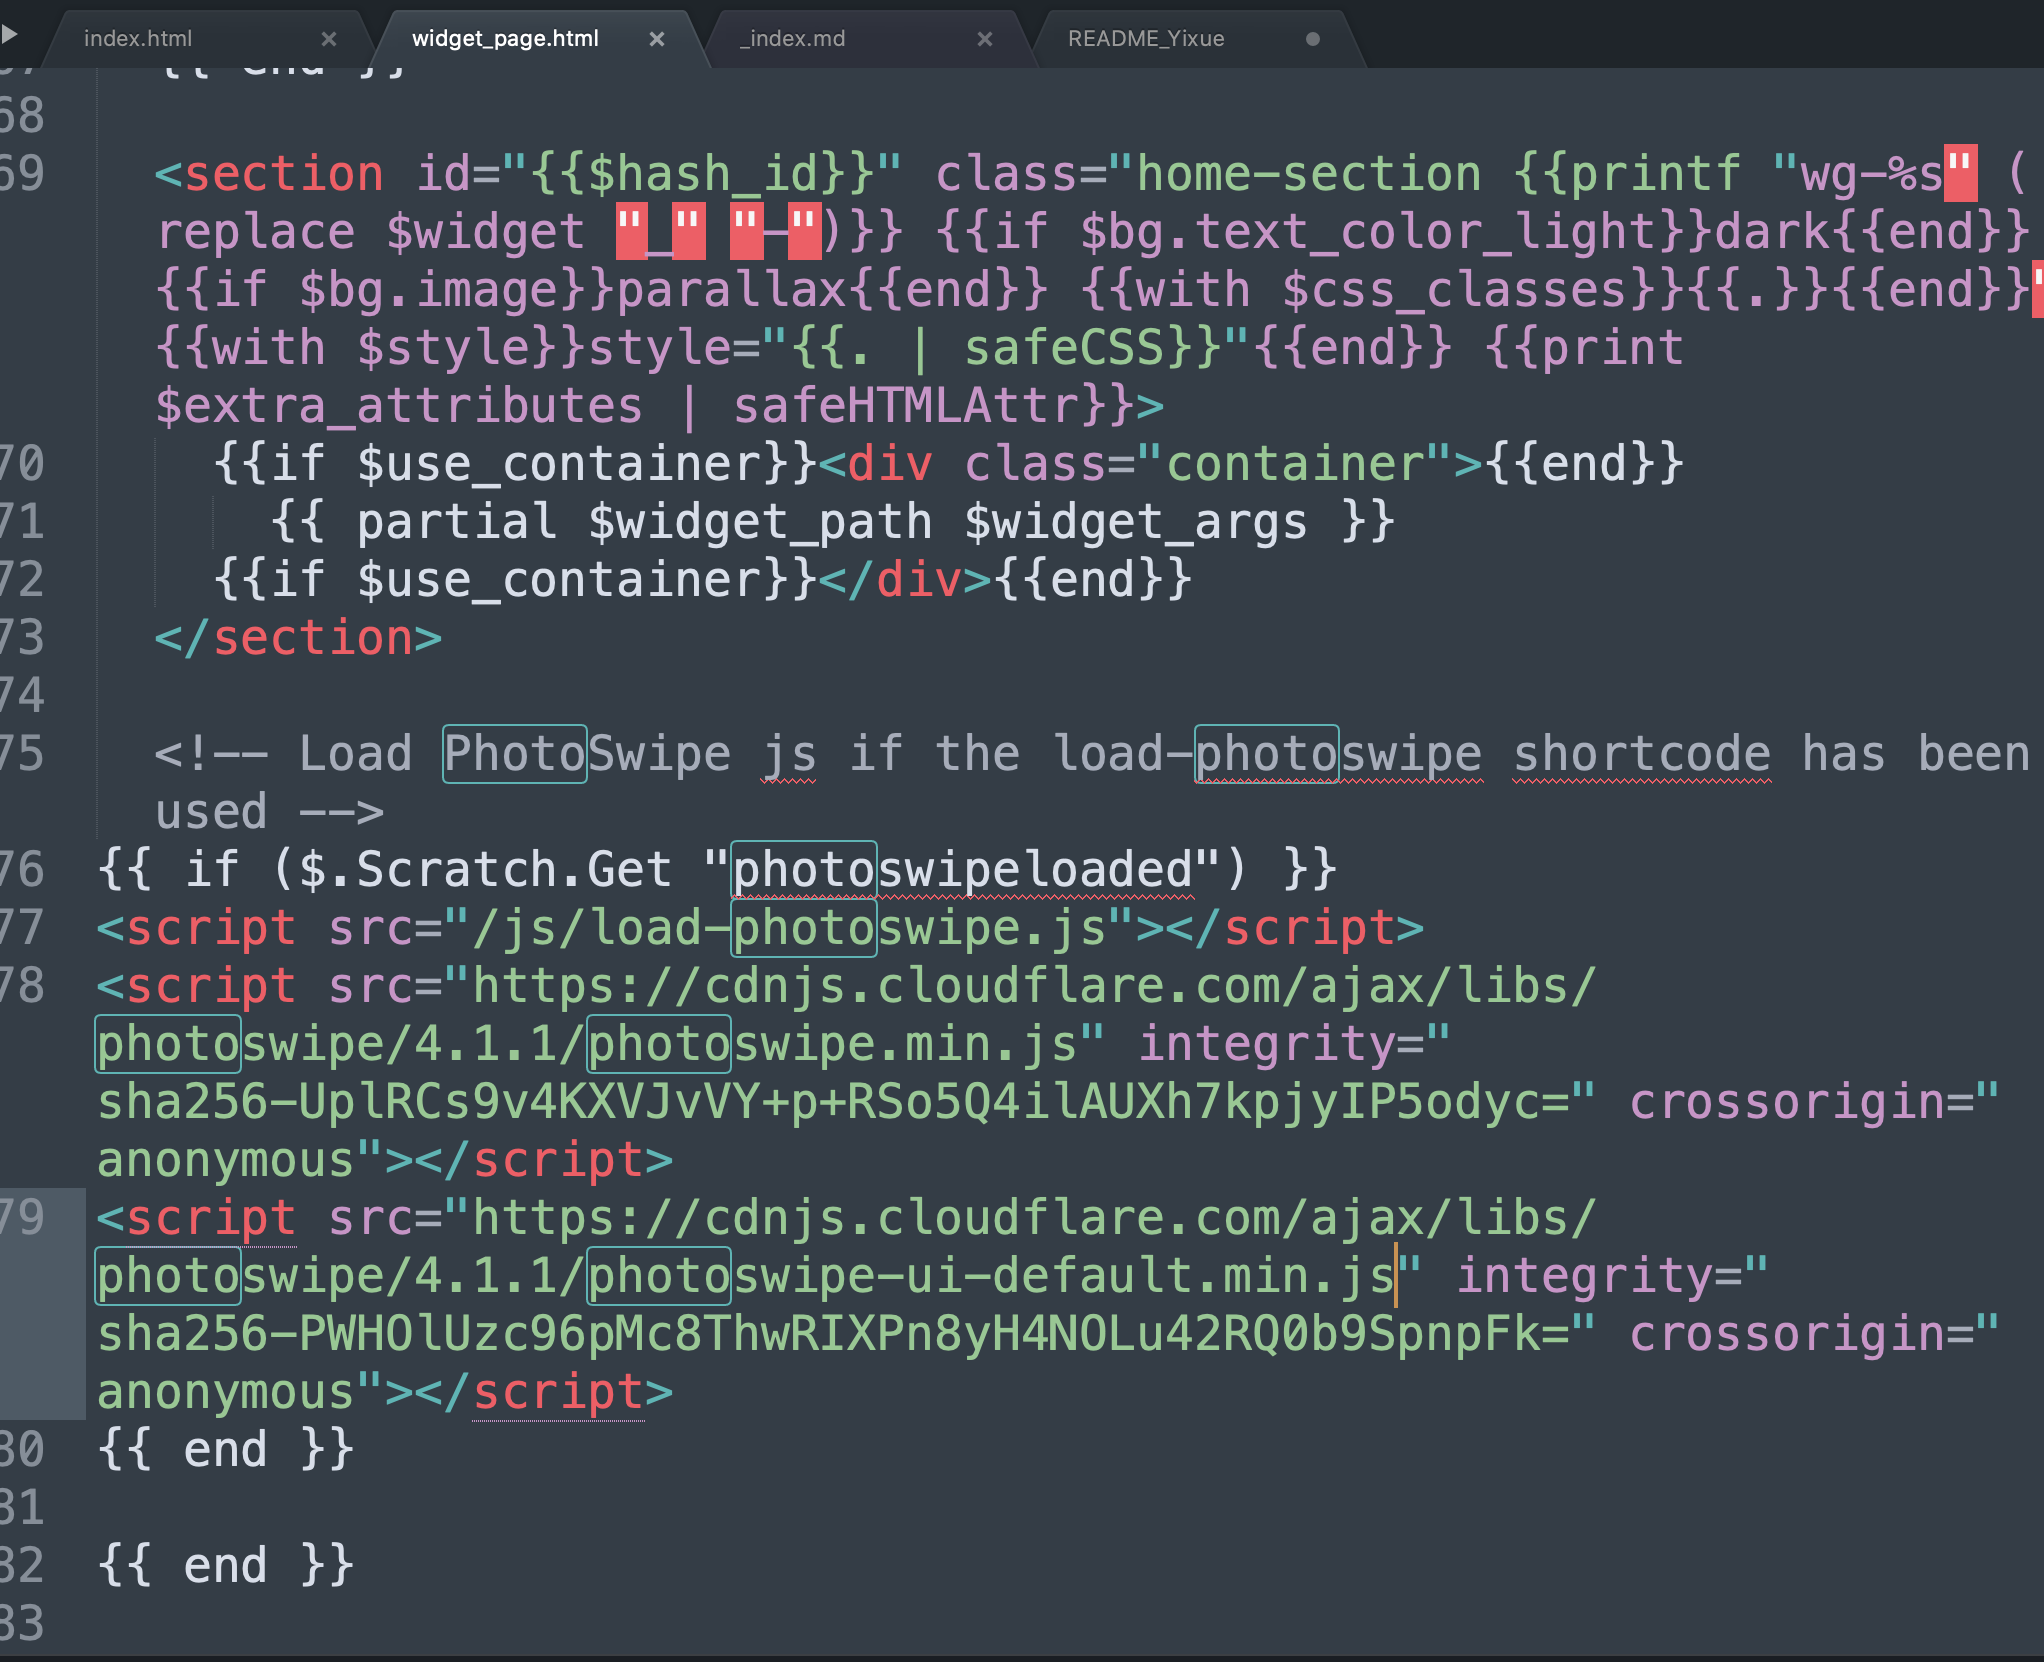 index.html × widget_page.html × _index.md × README_Yixue
{{ end }}
68
69 <section id="{{$hash_id}}" class="home-section {{printf "wg-%s" (
replace $widget "_" "-")}} {{if $bg.text_color_light}}dark{{end}}
{{if $bg.image}}parallax{{end}} {{with $css_classes}}{{.}}{{end}}"
{{with $style}}style="{{. | safeCSS}}"{{end}} {{print
$extra_attributes | safeHTMLAttr}}>
70 {{if $use_container}}<div class="container">{{end}}
71 {{ partial $widget_path $widget_args }}
72 {{if $use_container}}</div>{{end}}
73 </section>
74
75 <!-- Load PhotoSwipe js if the load-photoswipe shortcode has been
used -->
76 {{ if ($.Scratch.Get "photoswipeloaded") }}
77 <script src="/js/load-photoswipe.js"></script>
78 <script src="https://cdnjs.cloudflare.com/ajax/libs/
photoswipe/4.1.1/photoswipe.min.js" integrity="
sha256-UplRCs9v4KXVJvVY+p+RSo5Q4ilAUXh7kpjyIP5odyc=" crossorigin="
anonymous"></script>
79 <script src="https://cdnjs.cloudflare.com/ajax/libs/
photoswipe/4.1.1/photoswipe-ui-default.min.js" integrity="
sha256-PWHOlUzc96pMc8ThwRIXPn8yH4NOLu42RQ0b9SpnpFk=" crossorigin="
anonymous"></script>
80 {{ end }}
81
82 {{ end }}
83